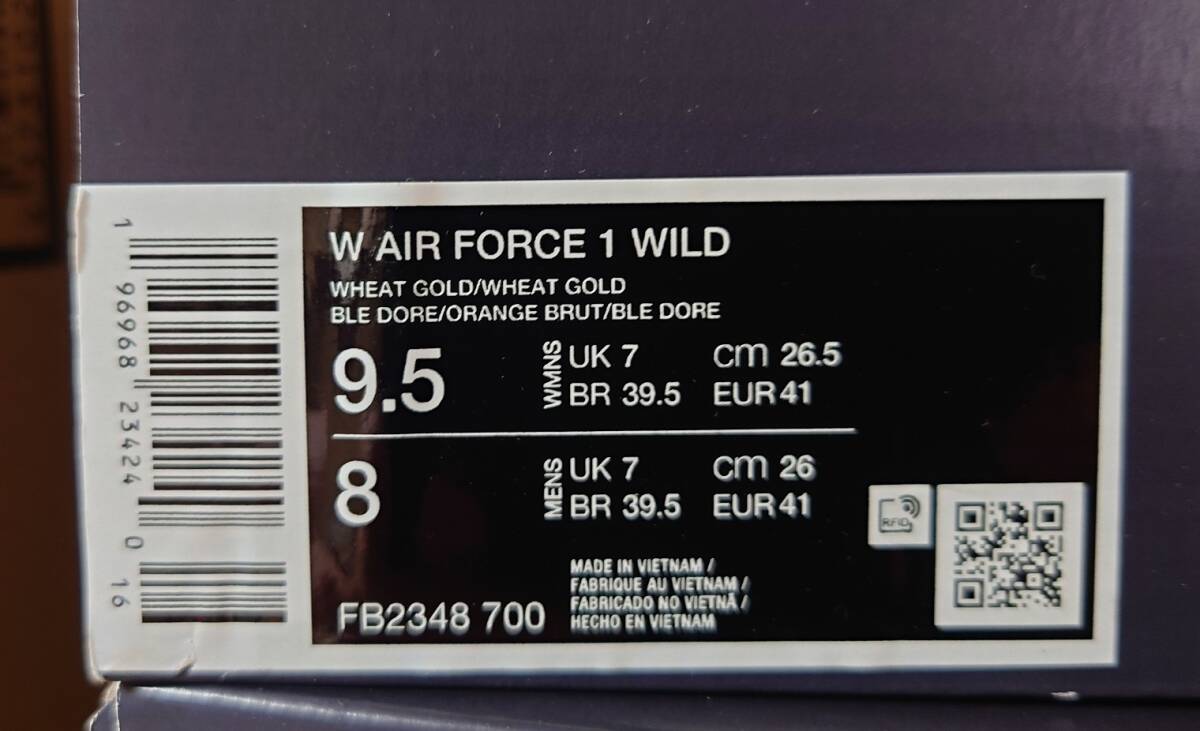 W AIR FORCE 1 WILD
WHEAT GOLD/WHEAT GOLD
BLE DORE/ORANGE BRUT/BLE DORE
9.5 WMNS UK 7 CM 26.5
BR 39.5 EUR 41
8 MENS UK 7 CM 26
BR 39.5 EUR 41
FB2348 700
MADE IN VIETNAM /
FABRIQUE AU VIETNAM /
FABRICADO NO VIETNÃ /
HECHO EN VIETNAM
RFID
1 96968 23424 0 16